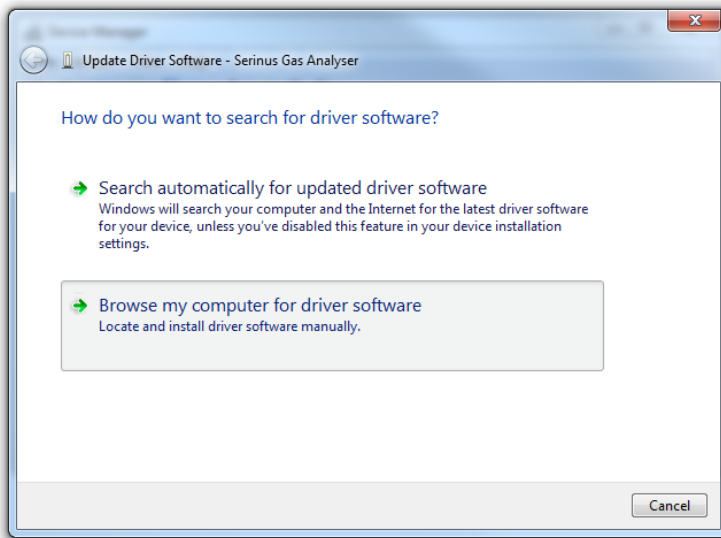 Device Manager
Update Driver Software - Serinus Gas Analyser
How do you want to search for driver software?
Search automatically for updated driver software
Windows will search your computer and the Internet for the latest driver software
for your device, unless you've disabled this feature in your device installation
settings.
Browse my computer for driver software
Locate and install driver software manually.
Cancel